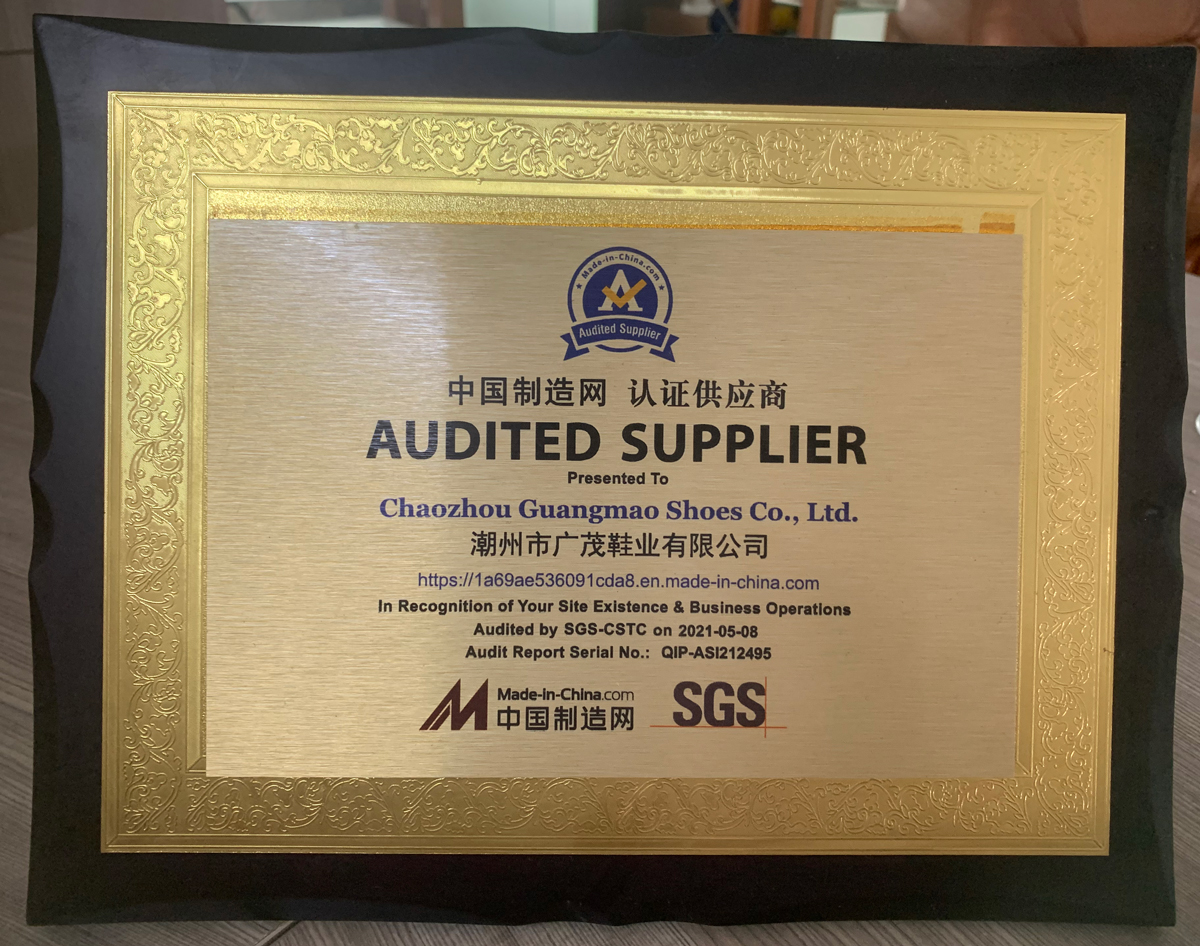 ★ Made-in-China.com ★
A
Audited Supplier
中国制造网 认证供应商
AUDITED SUPPLIER
Presented To
Chaozhou Guangmao Shoes Co., Ltd.
潮州市广茂鞋业有限公司
https://1a69ae536091cda8.en.made-in-china.com
In Recognition of Your Site Existence & Business Operations
Audited by SGS-CSTC on 2021-05-08
Audit Report Serial No.: QIP-ASI212495
Made-in-China.com
中国制造网
SGS